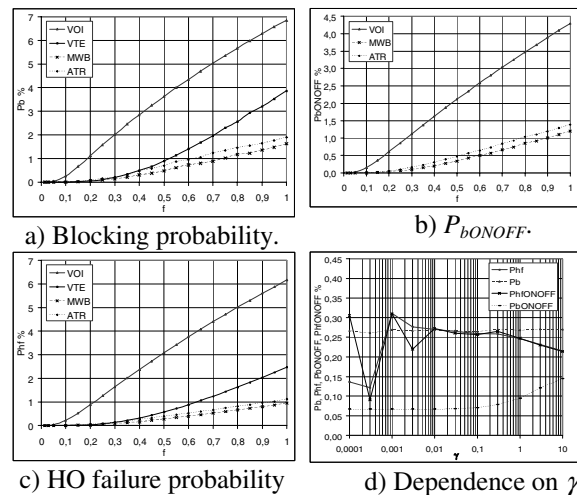 7
6
5
4
3
2
1
0
Pb %
VOI
VTE
MWB
ATR
0 0,1 0,2 0,3 0,4 0,5 0,6 0,7 0,8 0,9 1
f
a) Blocking probability.
4,5
4,0
3,5
3,0
2,5
2,0
1,5
1,0
0,5
0,0
PbONOFF %
VOI
MWB
ATR
0 0,1 0,2 0,3 0,4 0,5 0,6 0,7 0,8 0,9 1
f
b) PbONOFF.
7
6
5
4
3
2
1
0
Phf %
VOI
VTE
MWB
ATR
0 0,1 0,2 0,3 0,4 0,5 0,6 0,7 0,8 0,9 1
f
c) HO failure probability
0,45
0,40
0,35
0,30
0,25
0,20
0,15
0,10
0,05
0,00
Pb, Phf, PbONOFF, PhfONOFF %
Phf
Pb
PhfONOFF
PbONOFF
0,0001 0,001 0,01 0,1 1 10
γ
d) Dependence on γ